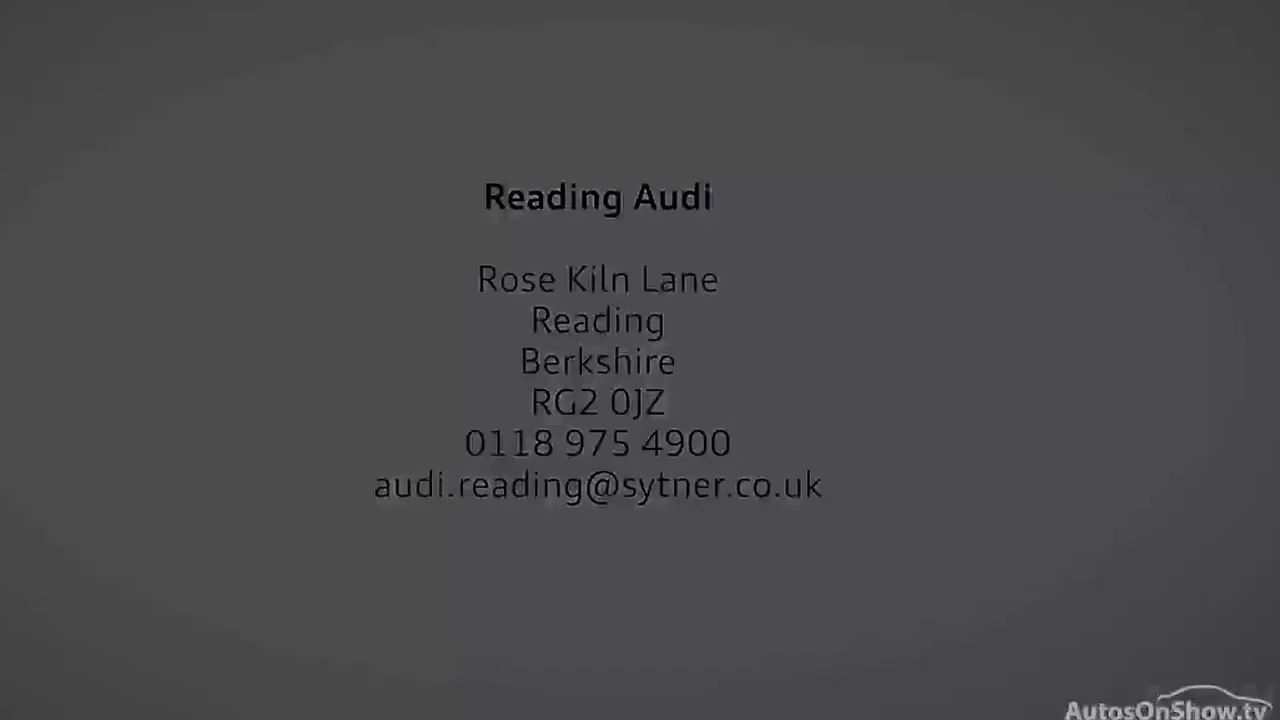 Reading Audi
Rose Kiln Lane
Reading
Berkshire
RG2 0JZ
0118 975 4900
audi.reading@sytner.co.uk
AutosOnShow.tv